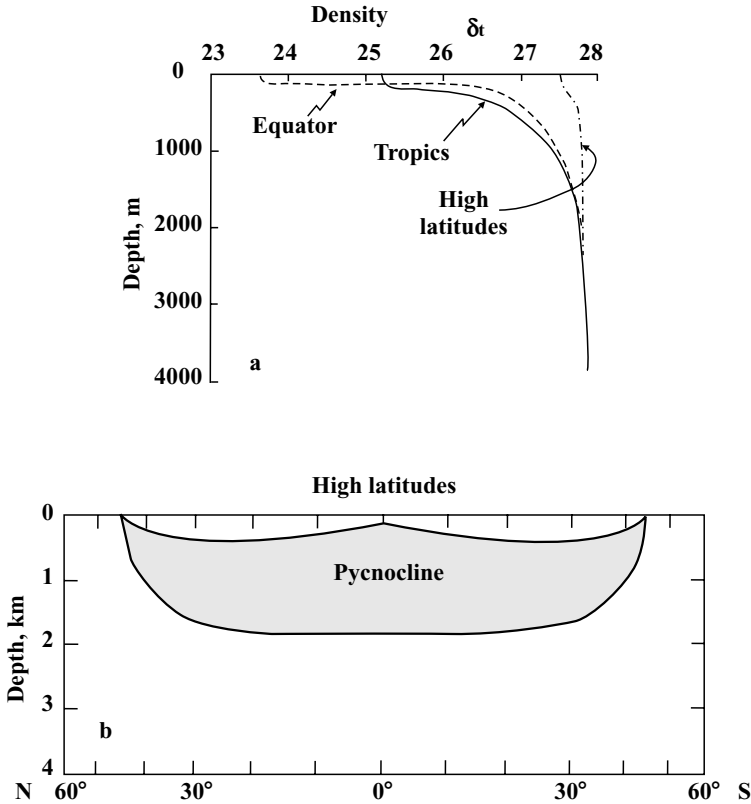 Density δt
23 24 25 26 27 28
0
Equator
Tropics
1000
High
latitudes
2000
3000
4000
Depth, m
a
High latitudes
0
Pycnocline
1
2
3
4
Depth, km
b
N 60° 30° 0° 30° 60° S